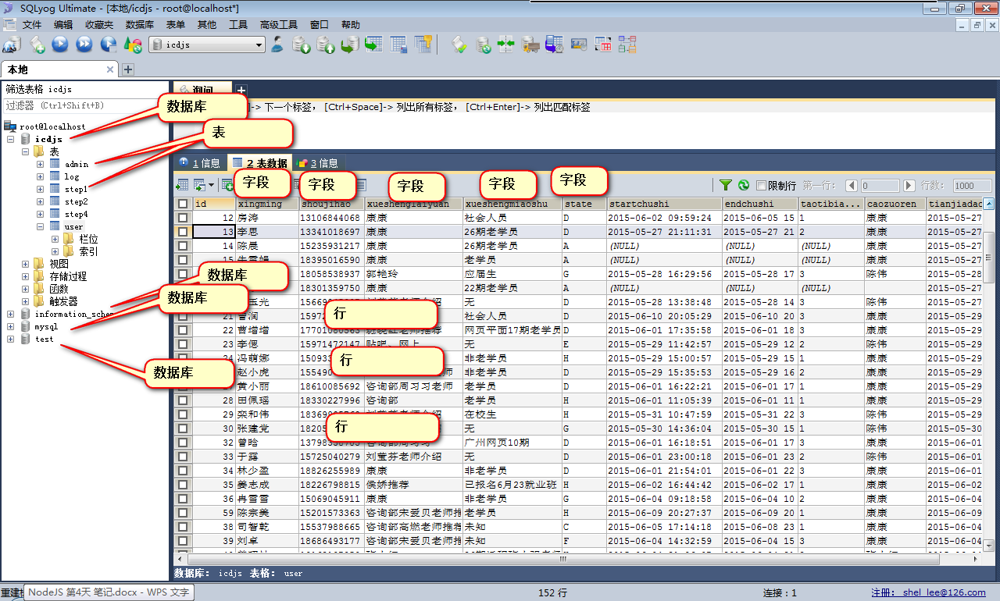 SQLyog Ultimate - [本地/icdjs - root@localhost*]
文件 编辑 收藏夹 数据库 表单 其他 工具 高级工具 窗口 帮助
icdjs
本地
筛选表格 icdjs
过滤器 (Ctrl+Shift+B)
询问
]-> 下一个标签， [Ctrl+Space]-> 列出所有标签， [Ctrl+Enter]-> 列出匹配标签
数据库
表
root@localhost
icdjs
表
admin
log
step1
step2
step4
user
栏位
索引
视图
存储过程
函数
触发器
information_schem
mysql
test
数据库
数据库
数据库
1 信息 2 表数据 3 信息
字段 字段 字段 字段 字段
限制行 第一行: 0 行数: 1000
id xingming shoujihao xueshenglaiyuan xueshengmiaoshu state startchushi endchushi taotibia... caozuoren tianjiadao
12 房涛 13106844068 康康 社会人员 D 2015-06-02 09:59:24 2015-06-05 15 1 康康 2015-05-27
13 李思 13341018697 康康 26期老学员 D 2015-05-27 21:11:31 2015-05-27 21 2 康康 2015-05-27
14 陈晨 15235931217 康康 26期老学员 A (NULL) (NULL) (NULL) 康康 2015-05-27
15 18395016590 康康 老学员 A (NULL) (NULL) (NULL) 康康 2015-05-27
18058538937 郭艳玲 应届生 G 2015-05-28 16:29:56 2015-05-28 17 3 陈伟 2015-05-28
18301359750 康康 22期老学员 A (NULL) (NULL) (NULL) 2015-05-27
玉光 无 D 2015-05-28 13:38:48 2015-05-28 14 3 陈伟 2015-05-28
行
21 曹润 社会人员 D 2015-06-10 20:05:29 2015-06-10 20 3 康康 2015-05-29
22 曹增增 17701080563 网页平面17期老学员 D 2015-06-01 17:35:58 2015-06-01 18 3 康康 2015-05-29
23 李偲 15971472147 贴吧、网上 无 E 2015-05-29 11:42:57 2015-05-29 12 2 陈伟 2015-05-29
24 冯萌娜 非老学员 H 2015-05-29 15:00:57 2015-05-29 15 1 康康 2015-05-29
行
赵小虎 非老学员 D 2015-05-29 15:35:53 2015-05-29 16 2 康康 2015-05-29
黄小丽 18610085692 咨询部周习习老师 老学员 D 2015-06-01 16:22:21 2015-06-01 17 1 康康 2015-05-29
28 田佩瑶 18330227996 咨询部 老学员 H 2015-06-01 11:05:39 2015-06-01 11 1 康康 2015-05-29
29 栾和伟 在校生 H 2015-05-31 10:47:59 2015-05-31 22 3 陈伟 2015-05-29
行
30 张建党 无 G 2015-05-30 14:36:04 2015-05-30 15 1 陈伟 2015-05-30
32 曾晗 广州网页10期 D 2015-06-01 16:18:51 2015-06-01 17 3 康康 2015-06-01
33 于露 15725040279 刘莹芬老师介绍 无 D 2015-06-01 23:00:18 2015-06-01 23 2 陈伟 2015-06-01
34 林少盈 18826255989 康康 非老学员 D 2015-06-01 21:54:01 2015-06-01 22 3 康康 2015-06-01
35 姜志成 18226798815 侯娇推荐 已报名6月23就业班 H 2015-06-02 16:44:42 2015-06-02 17 1 康康 2015-06-02
36 冉雪雪 15069045911 康康 非老学员 G 2015-06-04 09:18:58 2015-06-04 10 2 康康 2015-06-04
59 陈宗美 15201573363 咨询部宋爱贝老师推 老学员 H 2015-06-09 20:27:37 2015-06-09 20 1 康康 2015-06-09
38 司智乾 15537988665 咨询部高燃老师推荐 未知 C 2015-06-05 17:14:18 2015-06-08 23 1 康康 2015-06-04
39 刘卓 18686493177 咨询部宋爱贝老师推 未知 F 2015-06-04 14:32:59 2015-06-04 15 3 康康 2015-06-04
数据库: icdjs 表格: user
重建 NodeJS 第4天 笔记.docx - WPS 文字 152 行 连接：1 注册: shel_lee@126.com